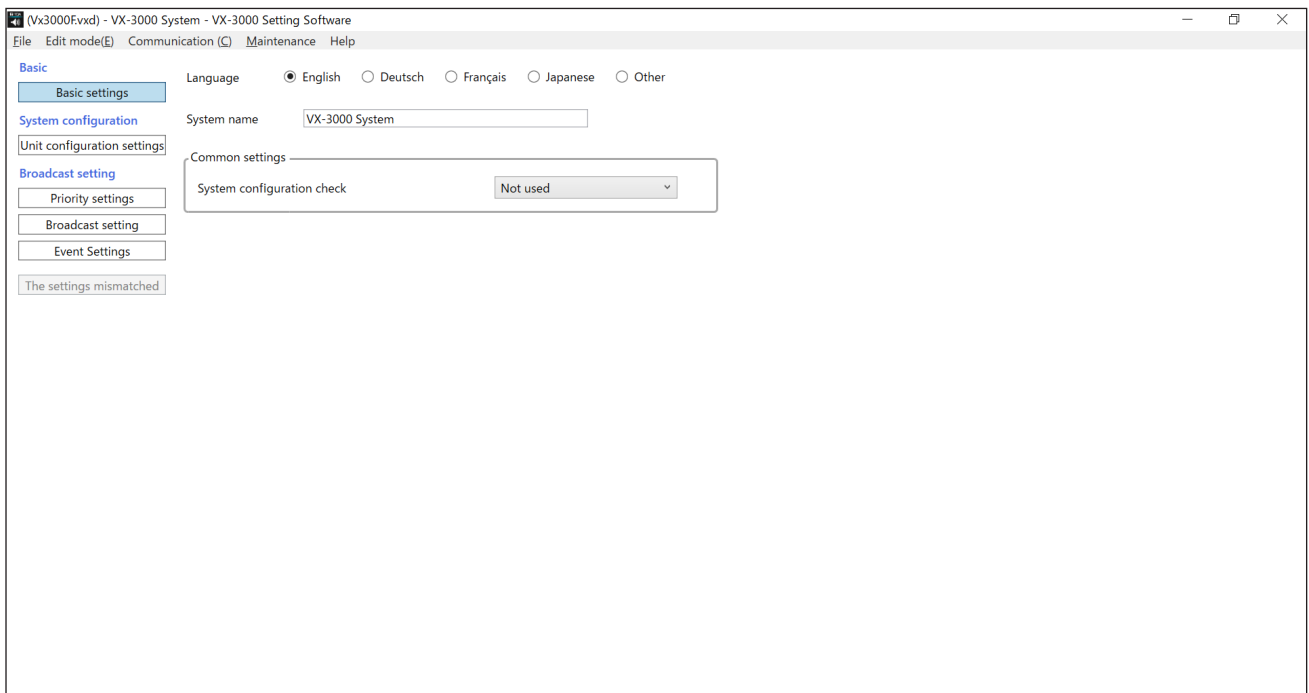 (Vx3000F.vxd) - VX-3000 System - VX-3000 Setting Software
File Edit mode(E) Communication (C) Maintenance Help
Basic
Basic settings
System configuration
Unit configuration settings
Broadcast setting
Priority settings
Broadcast setting
Event Settings
The settings mismatched
Language English Deutsch Français Japanese Other
System name VX-3000 System
Common settings
System configuration check Not used